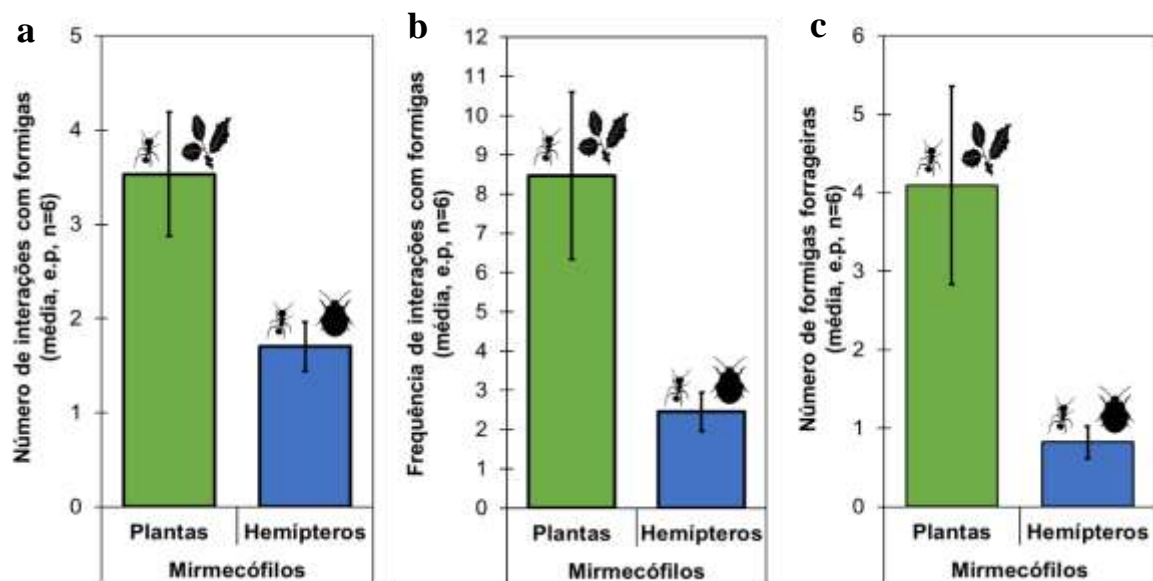 a
Número de interações com formigas
(média, e.p, n=6)
5
4
3
2
1
0
Plantas
Hemípteros
Mirmecófilos
b
Frequência de interações com formigas
(média, e.p, n=6)
12
11
10
9
8
7
6
5
4
3
2
1
0
Plantas
Hemípteros
Mirmecófilos
c
Número de formigas forrageiras
(média, e.p, n=6)
6
5
4
3
2
1
0
Plantas
Hemípteros
Mirmecófilos